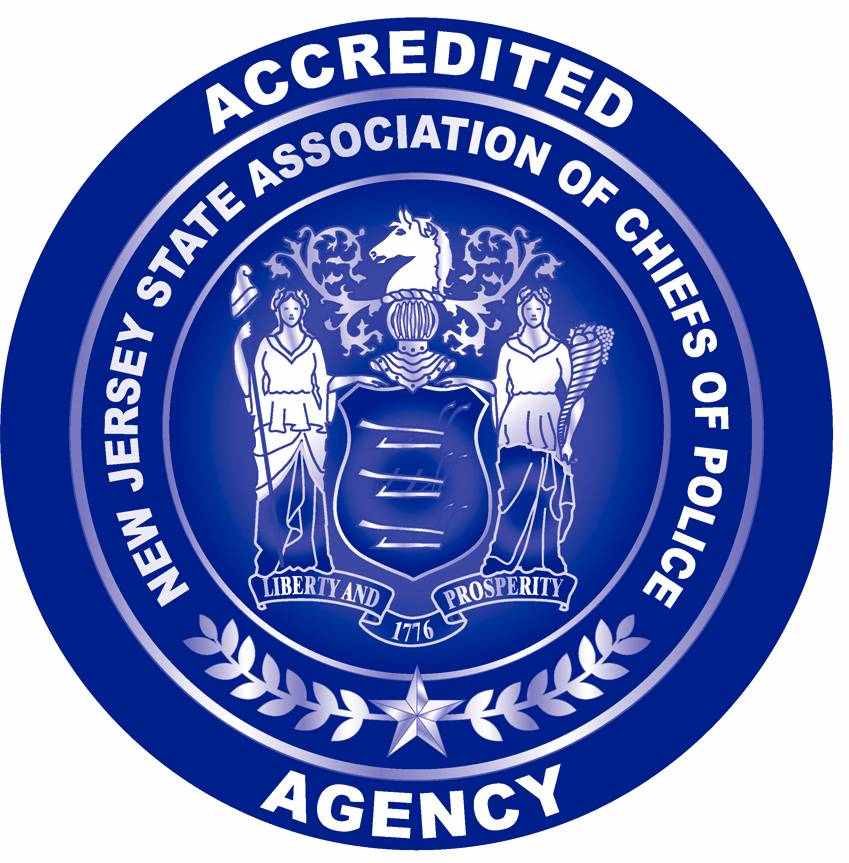 ACCREDITED
NEW JERSEY STATE ASSOCIATION OF CHIEFS OF POLICE
LIBERTY AND PROSPERITY
1776
AGENCY